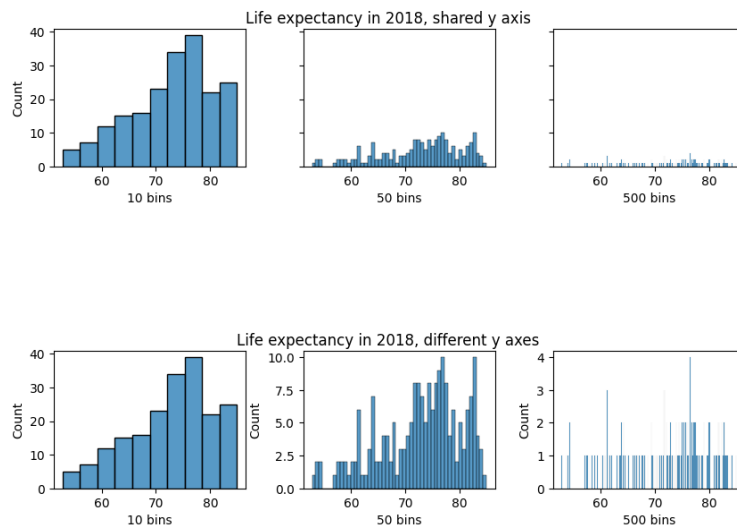 Life expectancy in 2018, shared y axis
40
30
20
10
0
Count
60 70 80
10 bins
60 70 80
50 bins
60 70 80
500 bins
Life expectancy in 2018, different y axes
40
30
20
10
0
Count
60 70 80
10 bins
10.0
7.5
5.0
2.5
0.0
Count
60 70 80
50 bins
4
3
2
1
0
Count
60 70 80
500 bins